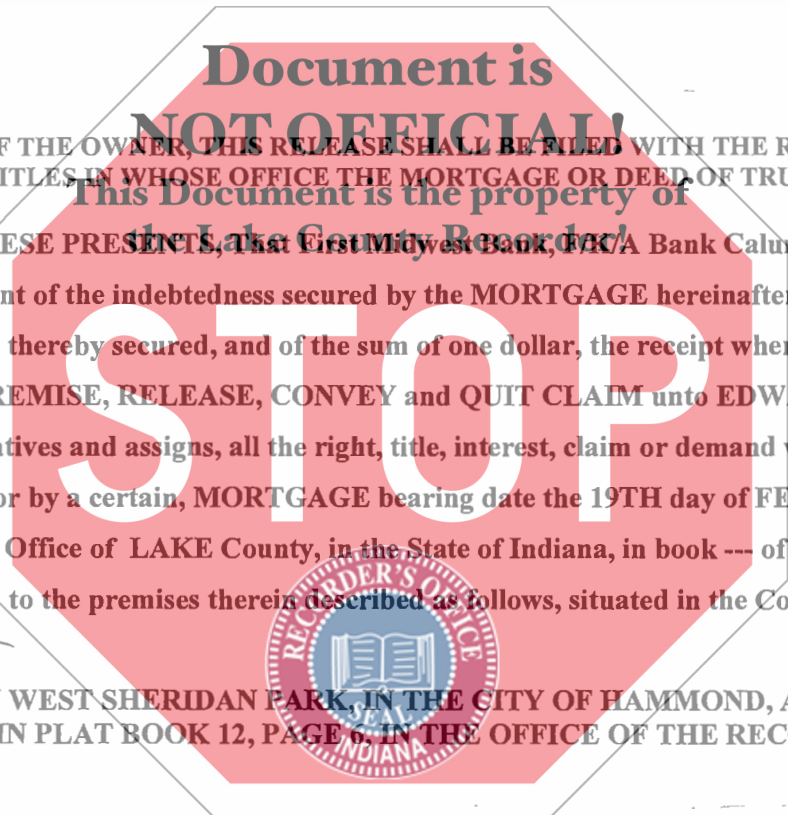 Document is
NOT OFFICIAL!
F THE OWNER, THIS RELEASE SHALL BE FILED WITH THE R
ITLES IN WHOSE OFFICE THE MORTGAGE OR DEED OF TRU
This Document is the property of
the Lake County Recorder!
ESE PRESENTS, That First Midwest Bank, F/K/A Bank Calum
nt of the indebtedness secured by the MORTGAGE hereinafter
thereby secured, and of the sum of one dollar, the receipt wher
REMISE, RELEASE, CONVEY and QUIT CLAIM unto EDWA
STOP
atives and assigns, all the right, title, interest, claim or demand w
or by a certain, MORTGAGE bearing date the 19TH day of FE
Office of LAKE County, in the State of Indiana, in book --- of
to the premises therein described as follows, situated in the Co
RECORDER'S OFFICE
SEAL
INDIANA
WEST SHERIDAN PARK, IN THE CITY OF HAMMOND, A
IN PLAT BOOK 12, PAGE 6, IN THE OFFICE OF THE REC